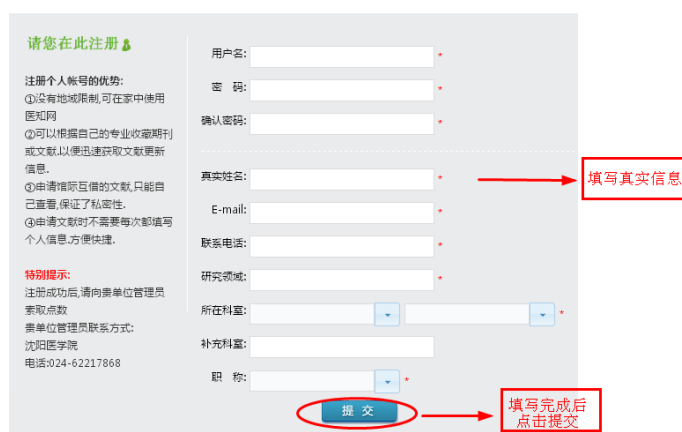 请您在此注册
注册个人帐号的优势:
①没有地域限制,可在家中使用
医知网
②可以根据自己的专业收藏期刊
或文献.以便迅速获取文献更新
信息.
③申请馆际互借的文献,只能自
己查看,保证了私密性.
④申请文献时不需要每次都填写
个人信息.方便快捷.
特别提示:
注册成功后,请向贵单位管理员
索取点数
贵单位管理员联系方式:
沈阳医学院
电话:024-62217868
用户名: *
密 码: *
确认密码: *
真实姓名: *
填写真实信息
E-mail: *
联系电话: *
研究领域: *
所在科室: *
补充科室:
职 称: *
提 交
填写完成后
点击提交